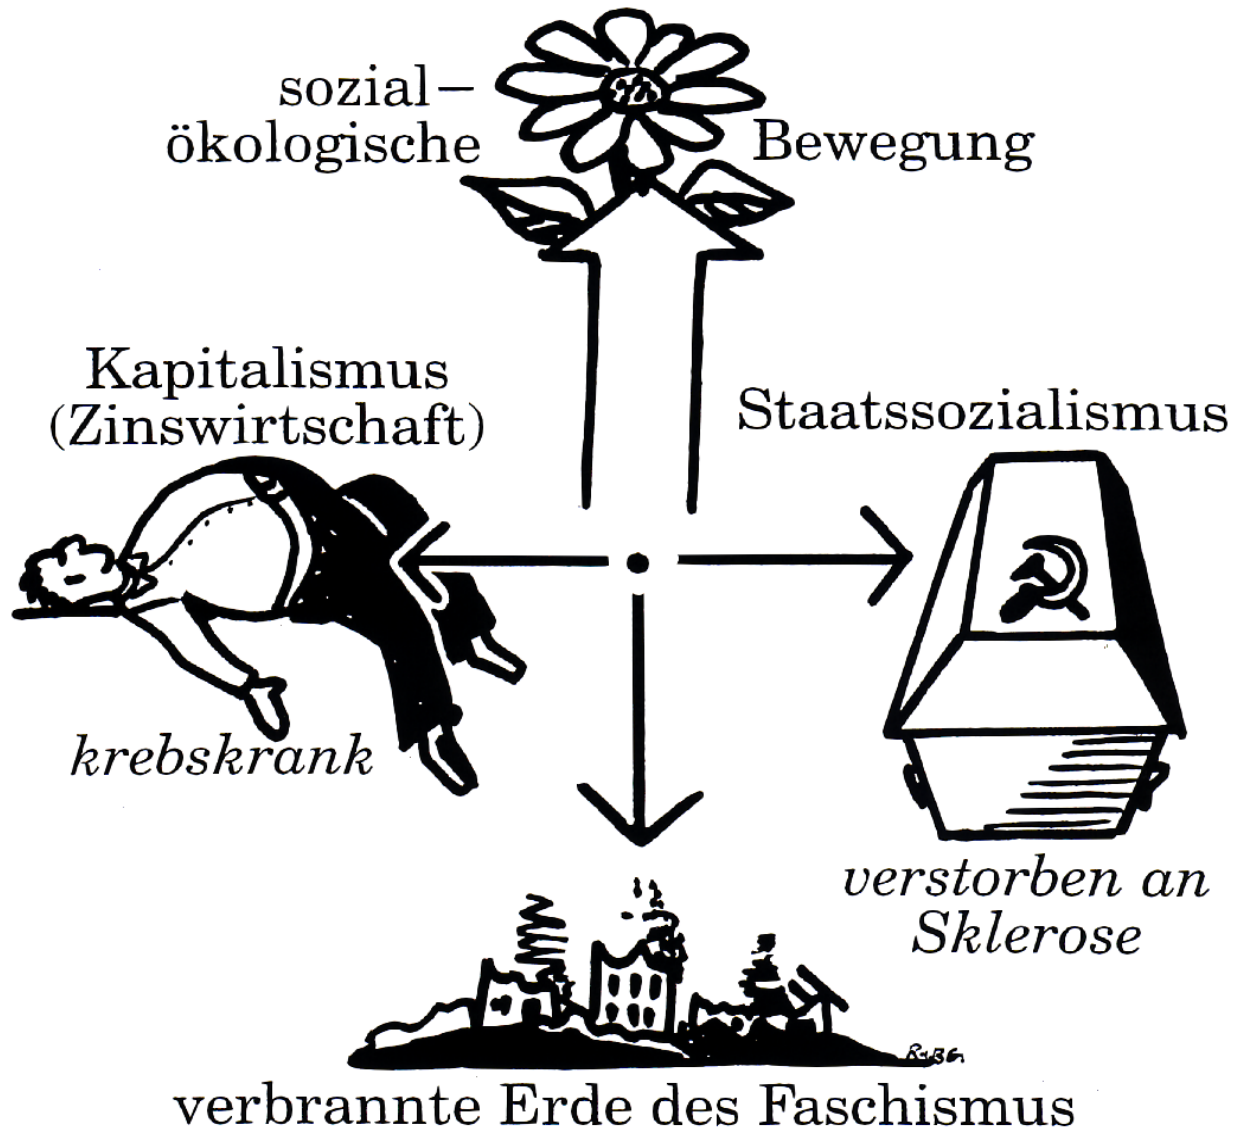 sozial–
ökologische
Bewegung
Kapitalismus
(Zinswirtschaft)
Staatssozialismus
krebskrank
verstorben an
Sklerose
verbrannte Erde des Faschismus